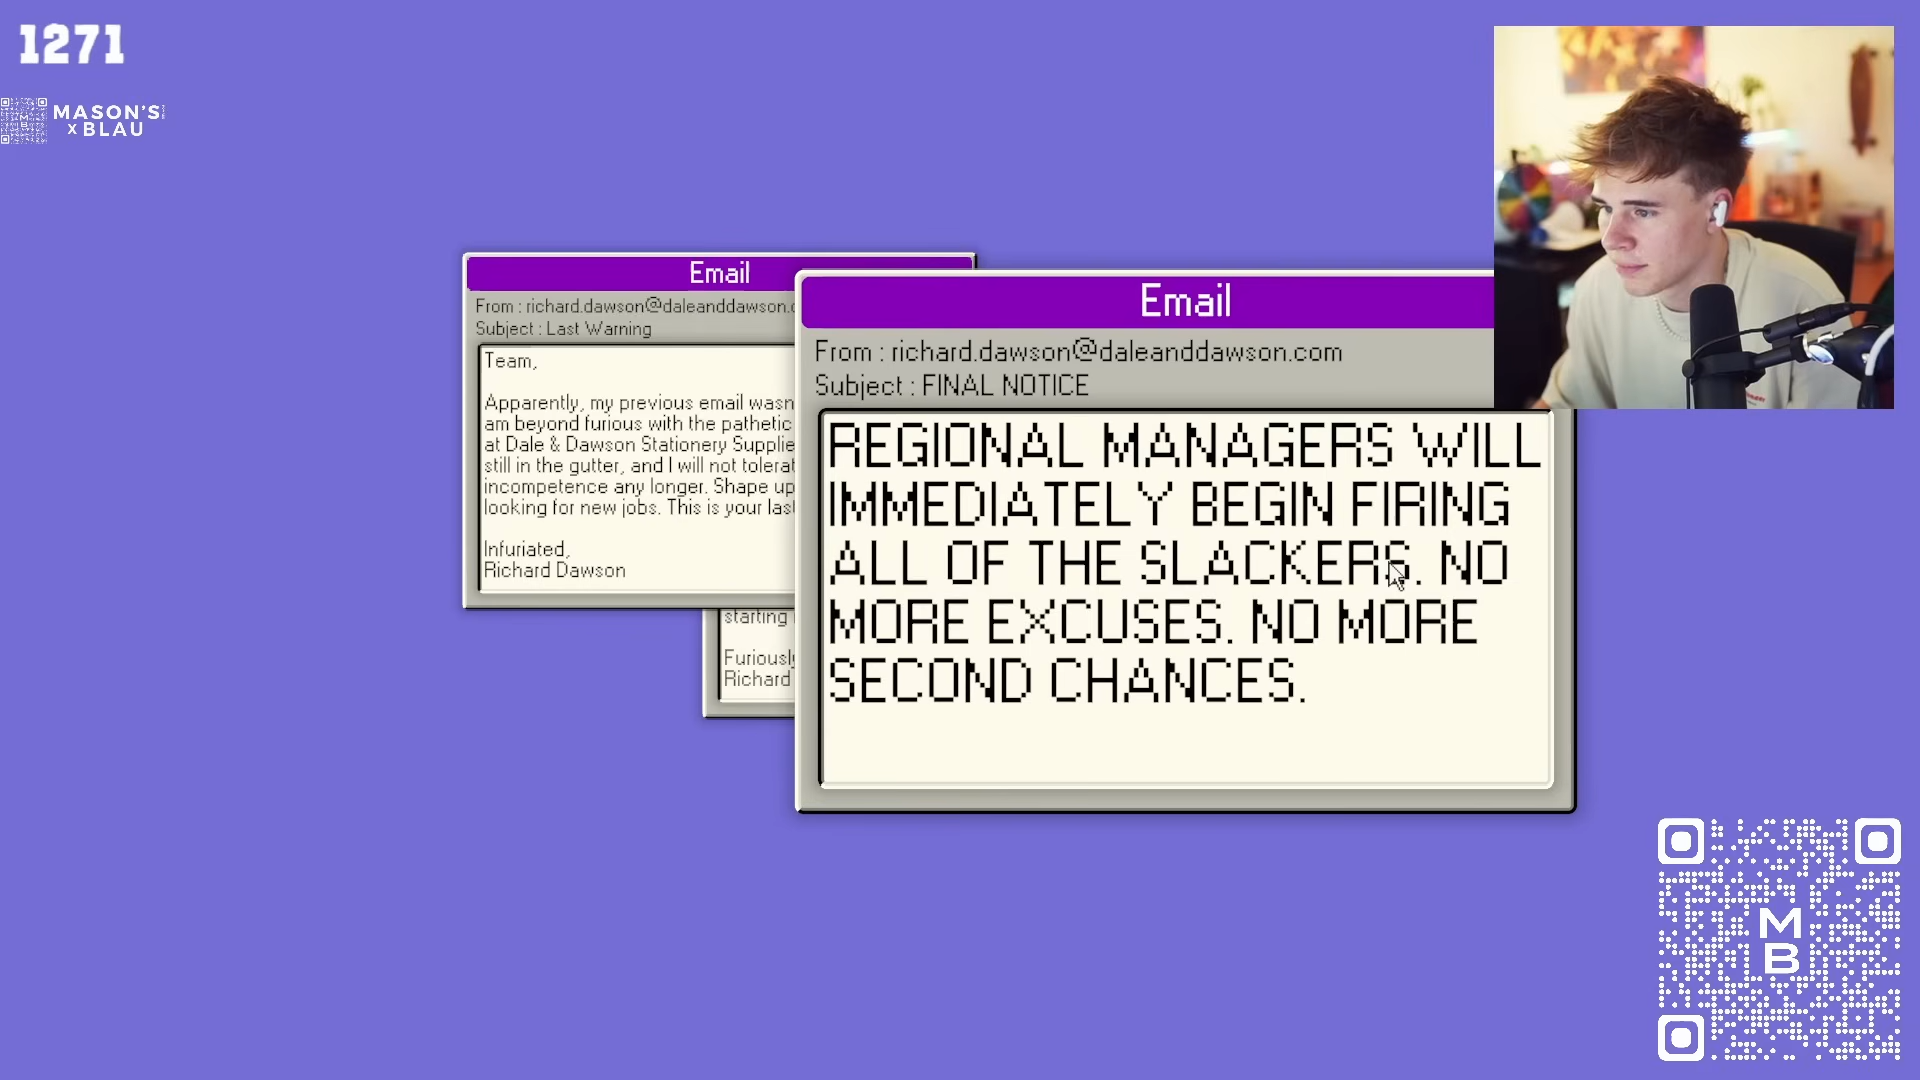 1271
MASON'S
X BLAU
Email
From : richard.dawson@daleanddawson.
Subject : Last Warning
Team,
Apparently, my previous email wasn
am beyond furious with the pathetic
at Dale & Dawson Stationery Supplie
still in the gutter, and I will not tolerat
incompetence any longer. Shape up
looking for new jobs. This is your las
Infuriated,
Richard Dawson
starting
Furiously
Richard
Email
From : richard.dawson@daleanddawson.com
Subject : FINAL NOTICE
REGIONAL MANAGERS WILL
IMMEDIATELY BEGIN FIRING
ALL OF THE SLACKERS. NO
MORE EXCUSES. NO MORE
SECOND CHANCES.
M
B